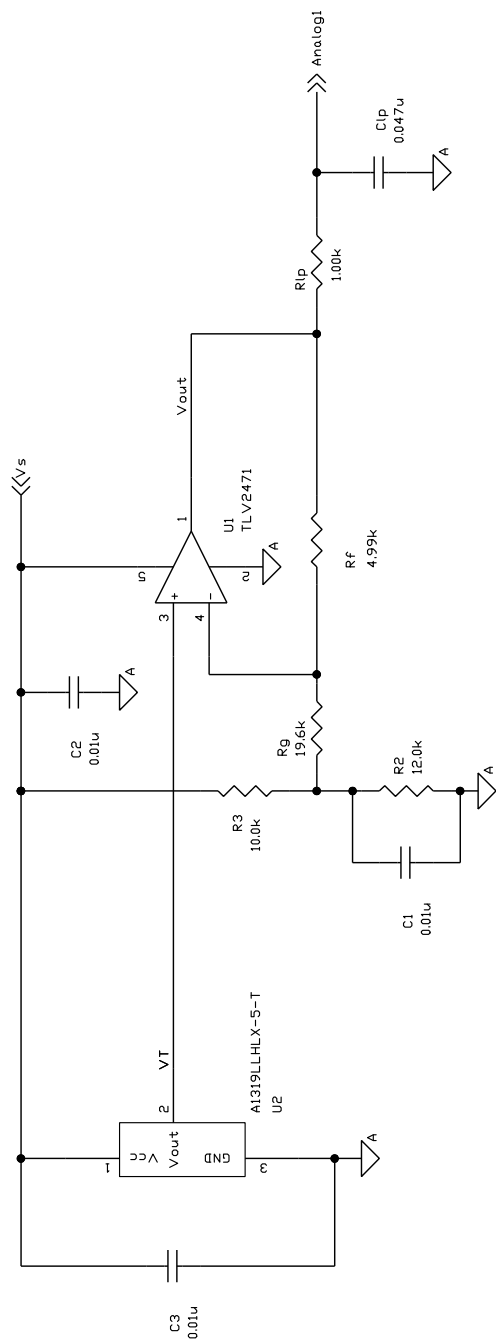 C3
0.01u
1
Vcc
Vout
GND
2
3
VT
A1319LLHLX-5-T
U2
A
C1
0.01u
R3
10.0k
R2
12.0k
A
Rg
19.6k
C2
0.01u
A
Vs
3
4
+
-
5
2
1
U1
TLV2471
A
Vout
Rf
4.99k
Rlp
1.00k
Clp
0.047u
A
Analog1